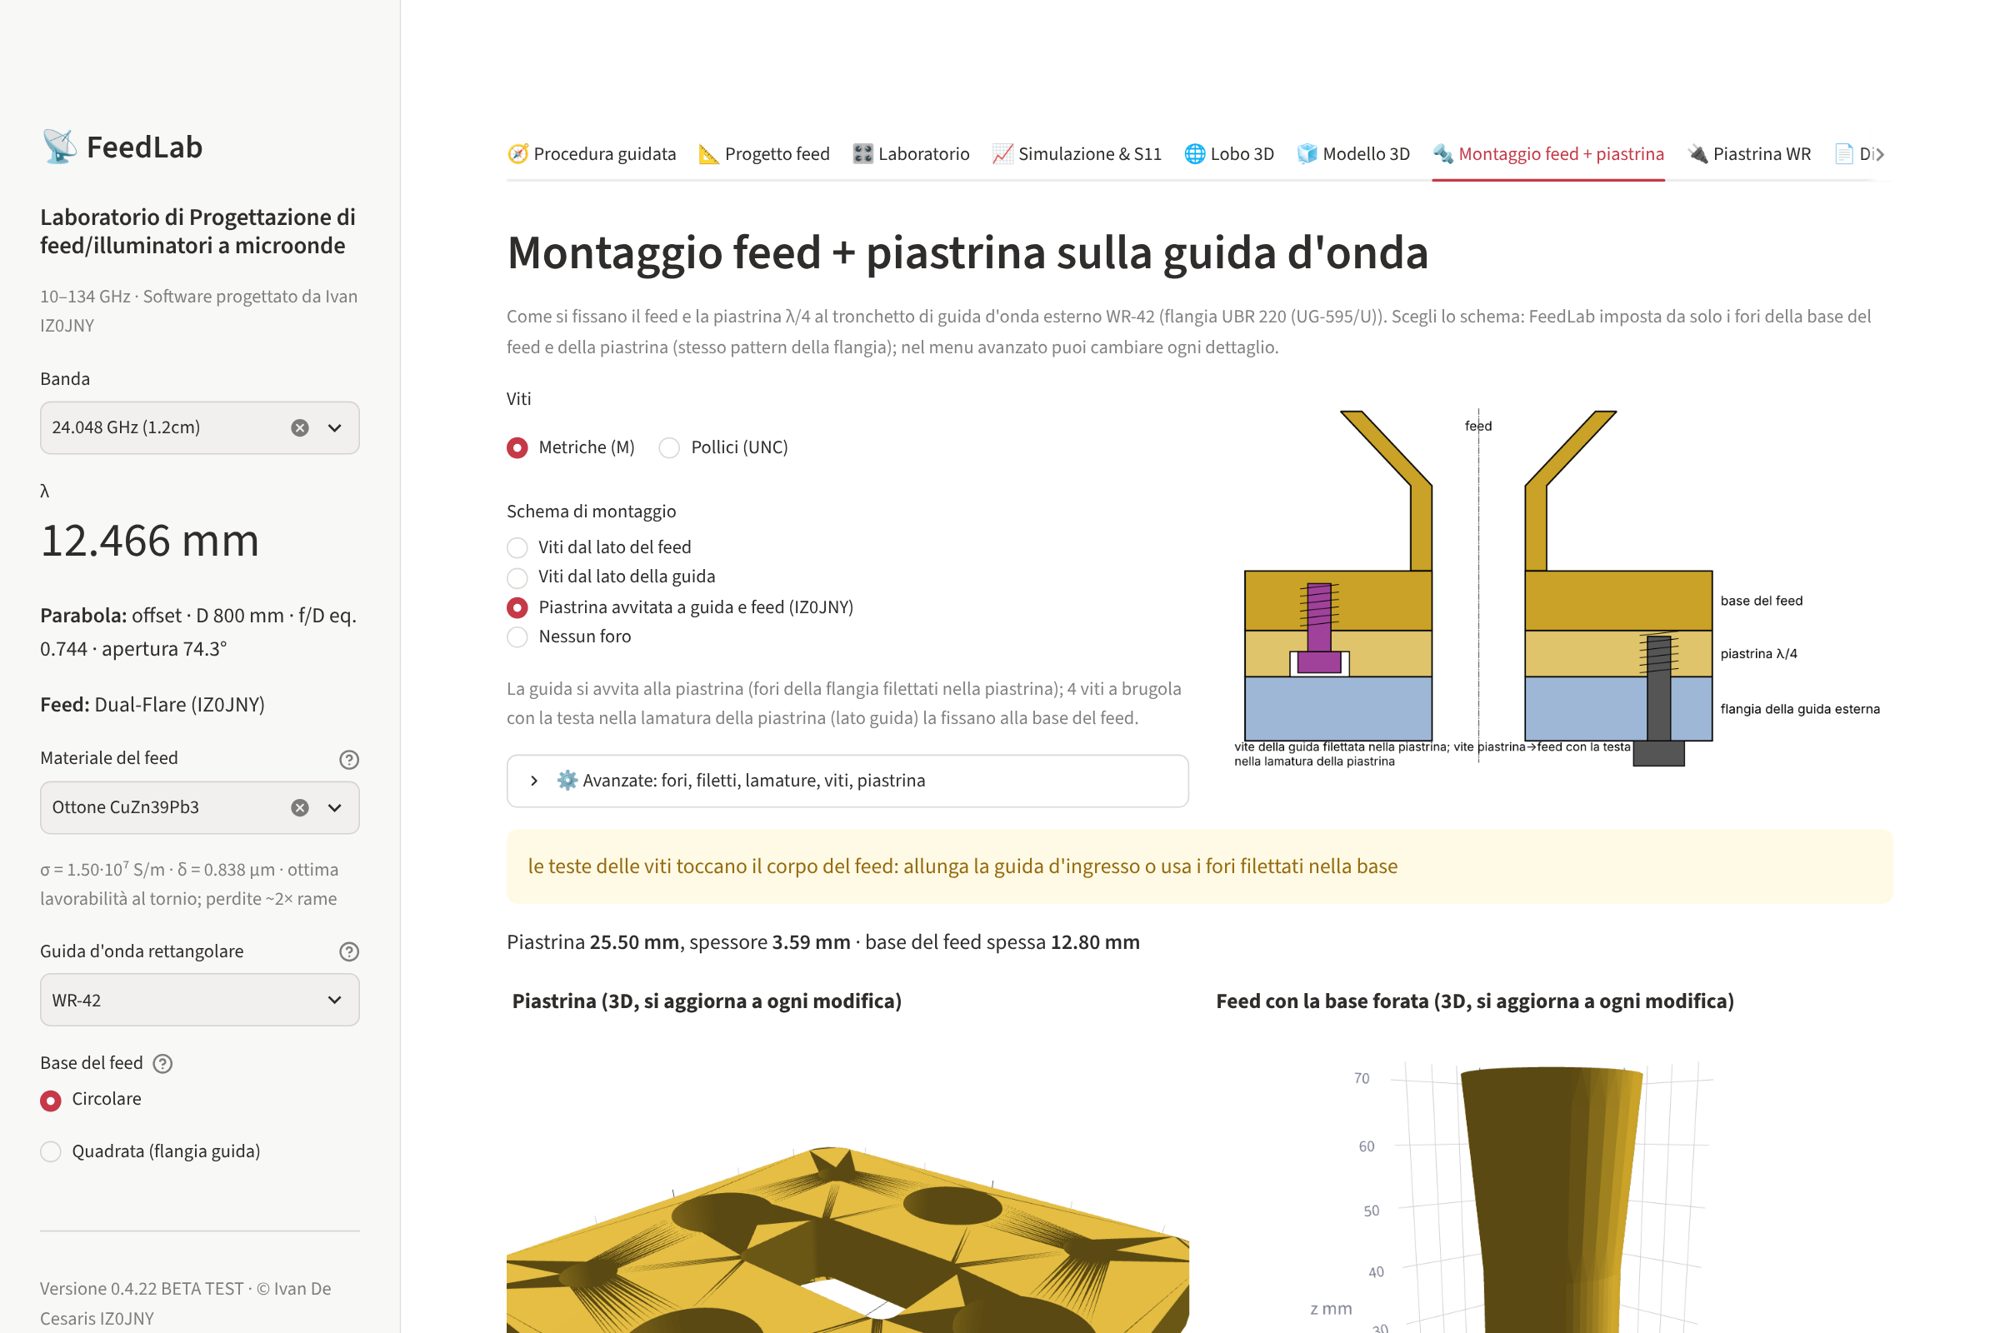 FeedLab
Laboratorio di Progettazione di
feed/illuminatori a microonde
10–134 GHz · Software progettato da Ivan
IZ0JNY
Banda
24.048 GHz (1.2cm)
λ
12.466 mm
Parabola: offset · D 800 mm · f/D eq.
0.744 · apertura 74.3°
Feed: Dual-Flare (IZ0JNY)
Materiale del feed
Ottone CuZn39Pb3
σ = 1.50·10⁷ S/m · δ = 0.838 µm · ottima
lavorabilità al tornio; perdite ~2× rame
Guida d'onda rettangolare
WR-42
Base del feed
Circolare
Quadrata (flangia guida)
Versione 0.4.22 BETA TEST · © Ivan De
Cesaris IZ0JNY
Procedura guidata
Progetto feed
Laboratorio
Simulazione & S11
Lobo 3D
Modello 3D
Montaggio feed + piastrina
Piastrina WR
Di
Montaggio feed + piastrina sulla guida d'onda
Come si fissano il feed e la piastrina λ/4 al tronchetto di guida d'onda esterno WR-42 (flangia UBR 220 (UG-595/U)). Scegli lo schema: FeedLab imposta da solo i fori della base del
feed e della piastrina (stesso pattern della flangia); nel menu avanzato puoi cambiare ogni dettaglio.
Viti
Metriche (M)
Pollici (UNC)
Schema di montaggio
Viti dal lato del feed
Viti dal lato della guida
Piastrina avvitata a guida e feed (IZ0JNY)
Nessun foro
La guida si avvita alla piastrina (fori della flangia filettati nella piastrina); 4 viti a brugola
con la testa nella lamatura della piastrina (lato guida) la fissano alla base del feed.
Avanzate: fori, filetti, lamature, viti, piastrina
feed
base del feed
piastrina λ/4
flangia della guida esterna
vite della guida filettata nella piastrina; vite piastrina→feed con la testa
nella lamatura della piastrina
le teste delle viti toccano il corpo del feed: allunga la guida d'ingresso o usa i fori filettati nella base
Piastrina 25.50 mm, spessore 3.59 mm · base del feed spessa 12.80 mm
Piastrina (3D, si aggiorna a ogni modifica)
Feed con la base forata (3D, si aggiorna a ogni modifica)
70
60
50
40
z mm
30